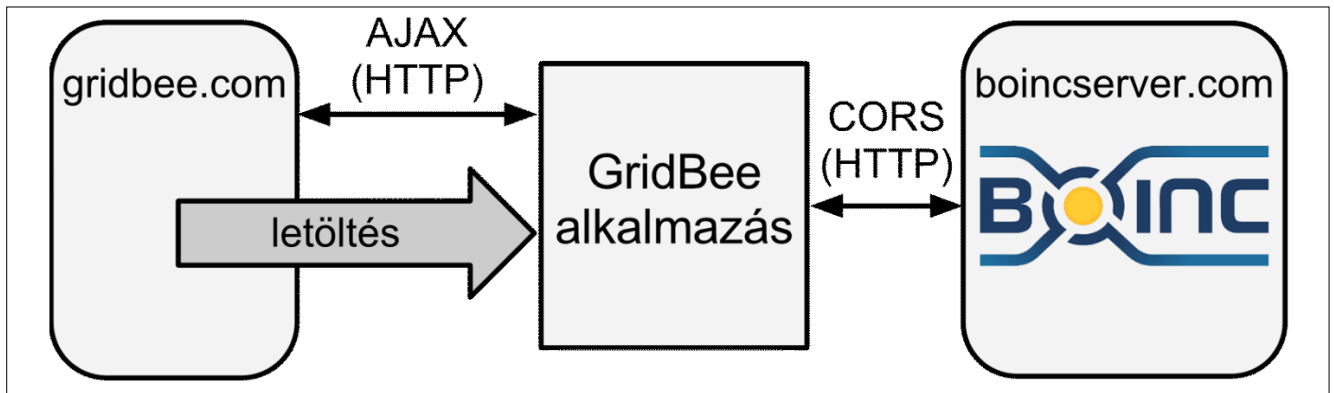 gridbee.com
AJAX
(HTTP)
letöltés
GridBee
alkalmazás
CORS
(HTTP)
boincserver.com
BOINC